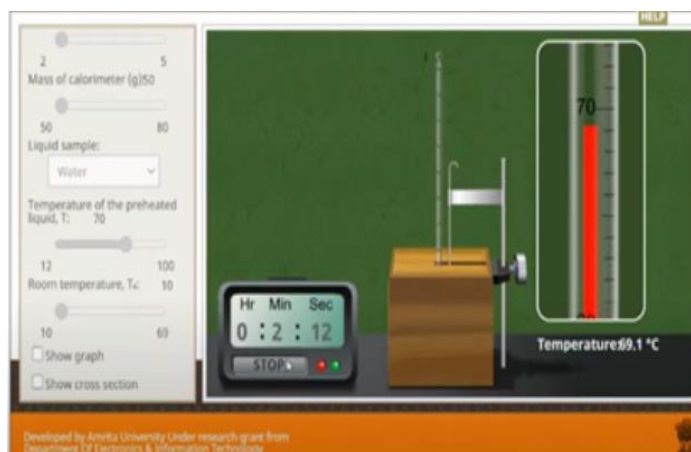 HELP
2 5
Mass of calorimeter (g)50
50 80
Liquid sample:
Water
Temperature of the preheated
liquid, T: 70
12 100
Room temperature, Tₐ: 10
10 69
Show graph
Show cross section
Hr Min Sec
0 : 2 : 12
STOP
70
Temperature:69.1 °C
Developed by Amrita University Under research grant from
Department Of Electronics & Information Technology